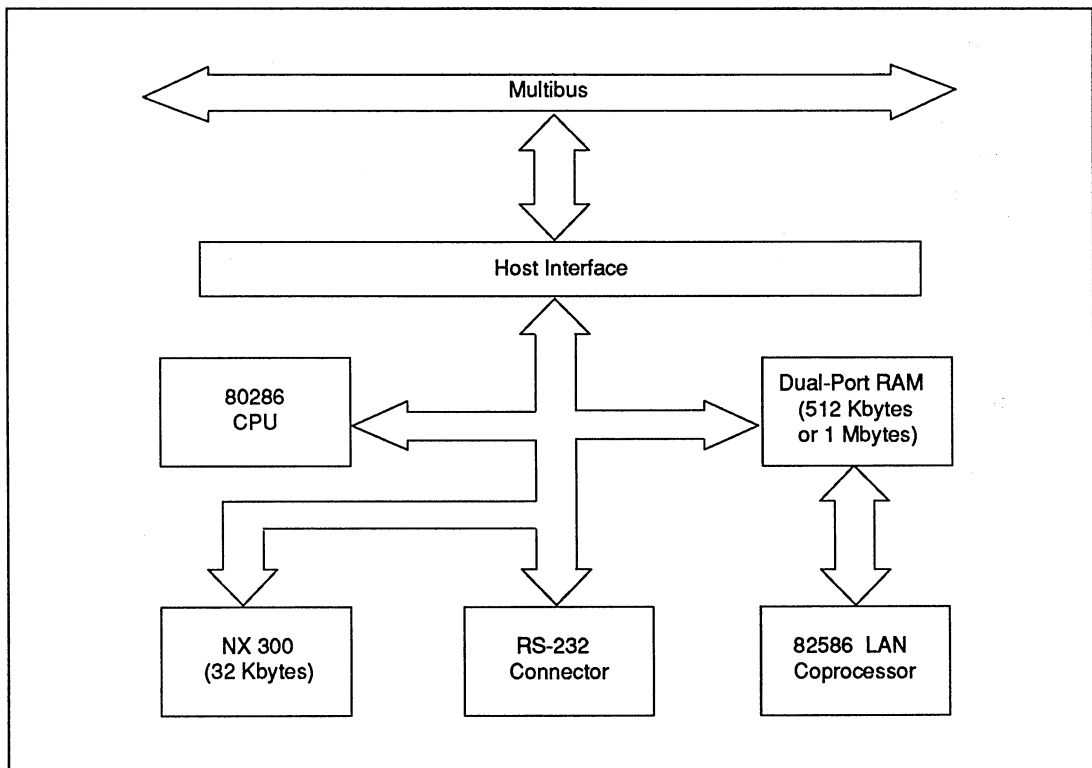 Multibus
Host Interface
80286
CPU
Dual-Port RAM
(512 Kbytes
or 1 Mbytes)
NX 300
(32 Kbytes)
RS-232
Connector
82586 LAN
Coprocessor